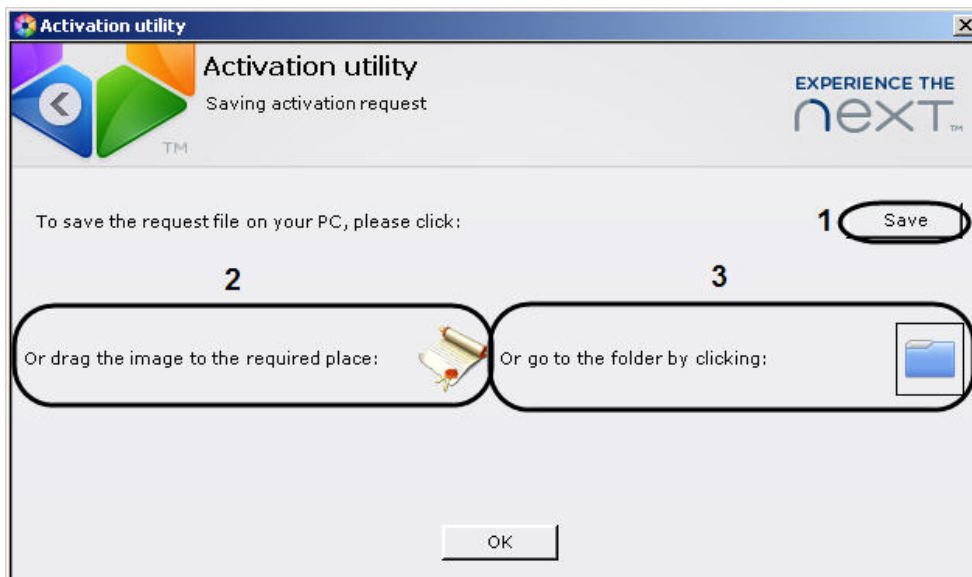 Activation utility
Activation utility
Saving activation request
TM
EXPERIENCE THE
nexT™
To save the request file on your PC, please click:
1
Save
2
3
Or drag the image to the required place:
Or go to the folder by clicking:
OK